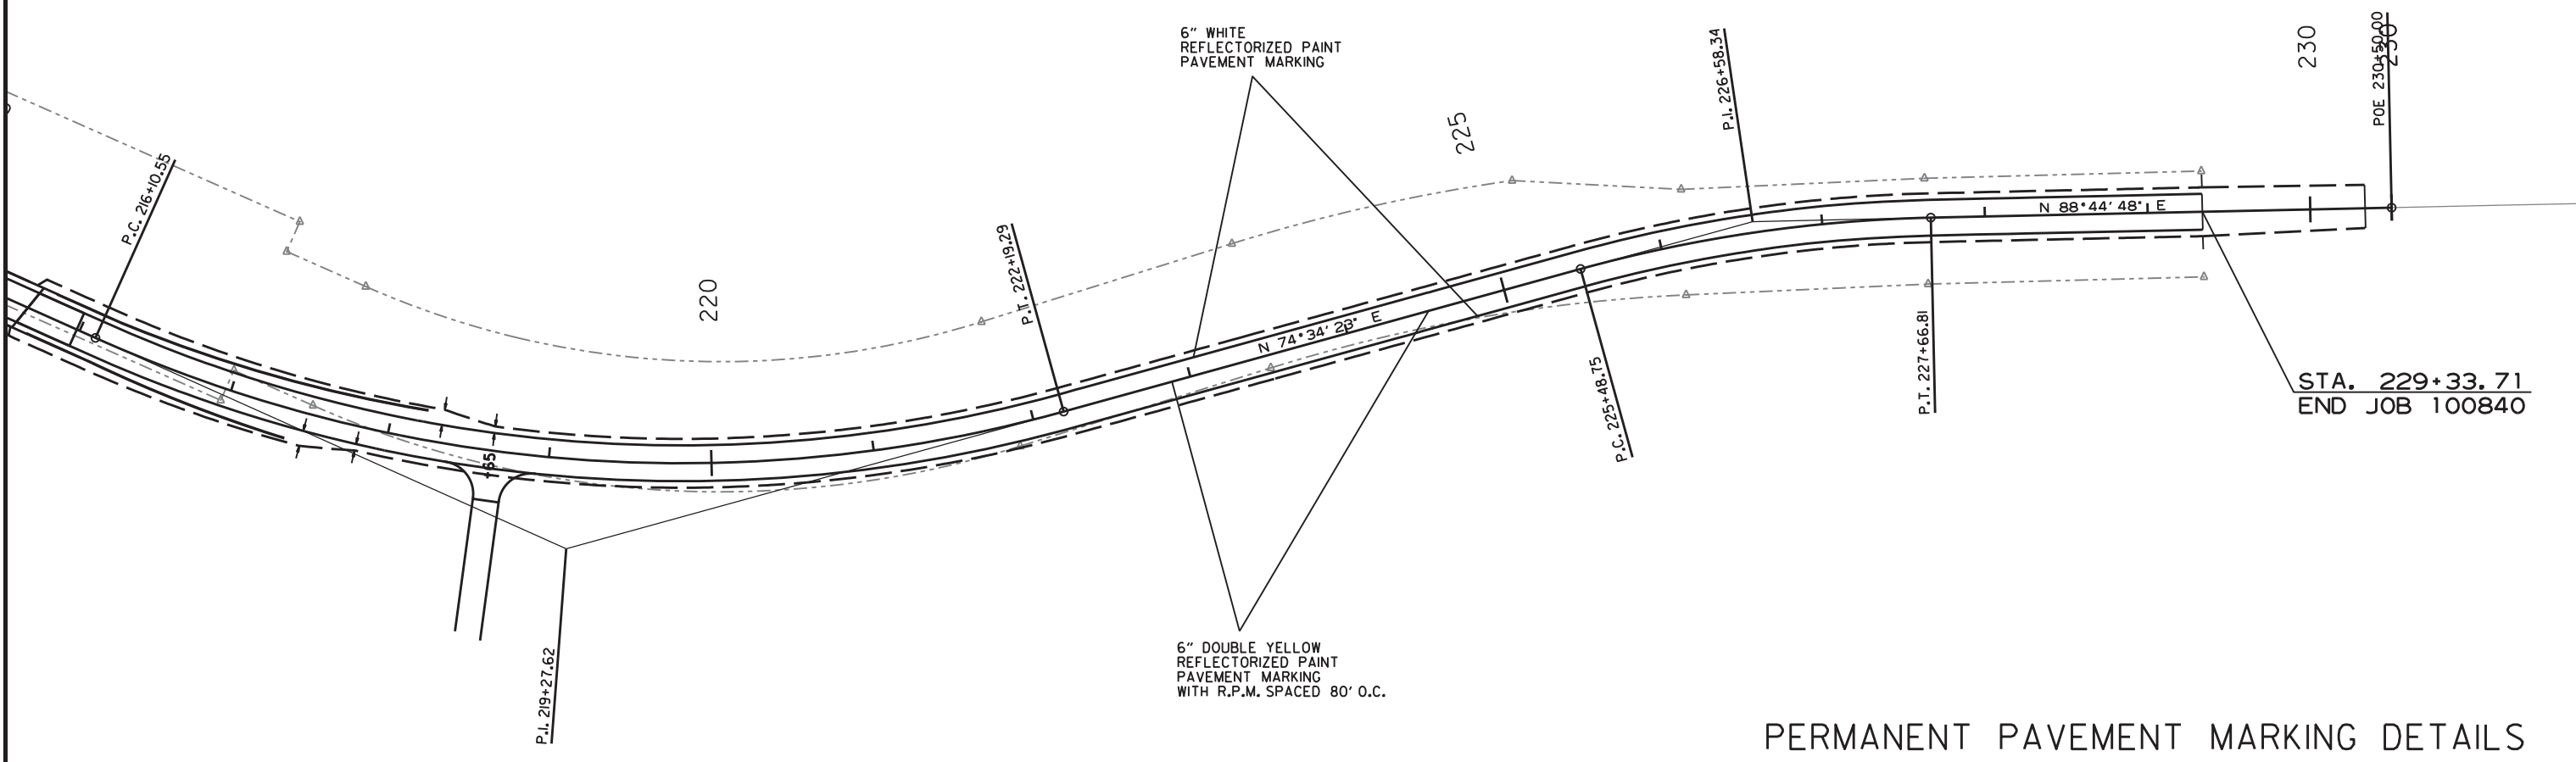 6" WHITE
REFLECTORIZED PAINT
PAVEMENT MARKING
P.C. 216+10.55
220
P.T. 222+19.29
225
P.I. 226+58.34
230
POE 230+50.00
N 74°34'23" E
N 88°44'48" E
P.C. 225+48.75
P.T. 227+66.81
STA. 229+33.71
END JOB 100840
P.I. 219+27.62
6" DOUBLE YELLOW
REFLECTORIZED PAINT
PAVEMENT MARKING
WITH R.P.M. SPACED 80' O.C.
PERMANENT PAVEMENT MARKING DETAILS